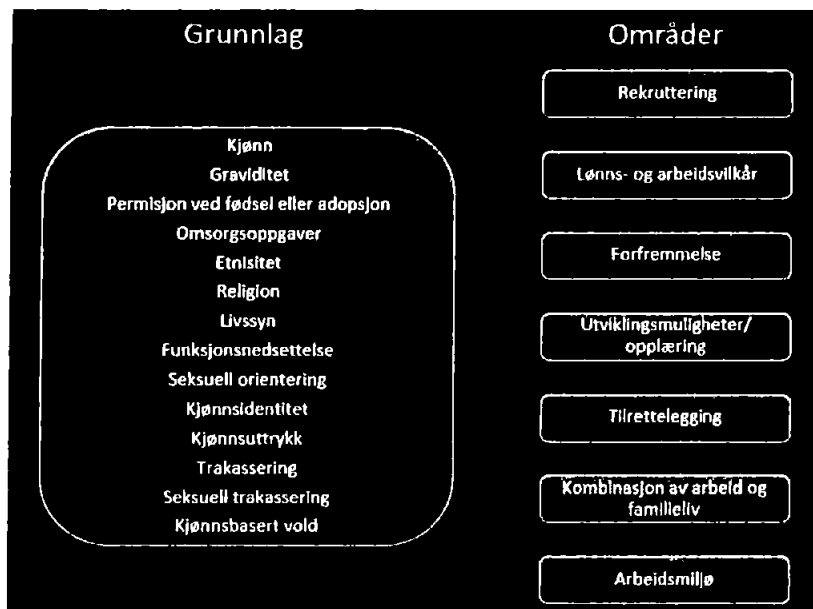 Grunnlag
Kjønn
Graviditet
Permisjon ved fødsel eller adopsjon
Omsorgsoppgaver
Etnisitet
Religion
Livssyn
Funksjonsnedsettelse
Seksuell orientering
Kjønnsidentitet
Kjønnsuttrykk
Trakassering
Seksuell trakassering
Kjønnsbasert vold
Områder
Rekruttering
Lønns- og arbeidsvilkår
Forfremmelse
Utviklingsmuligheter/
opplæring
Tilrettelegging
Kombinasjon av arbeid og
familieliv
Arbeidsmiljø